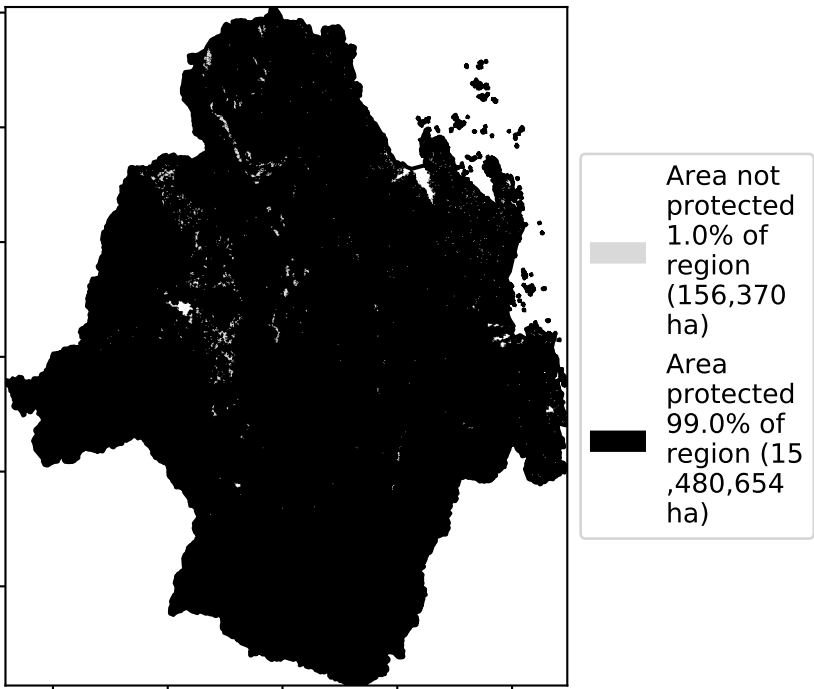 Area not
protected
1.0% of
region
(156,370
ha)
Area
protected
99.0% of
region (15
,480,654
ha)